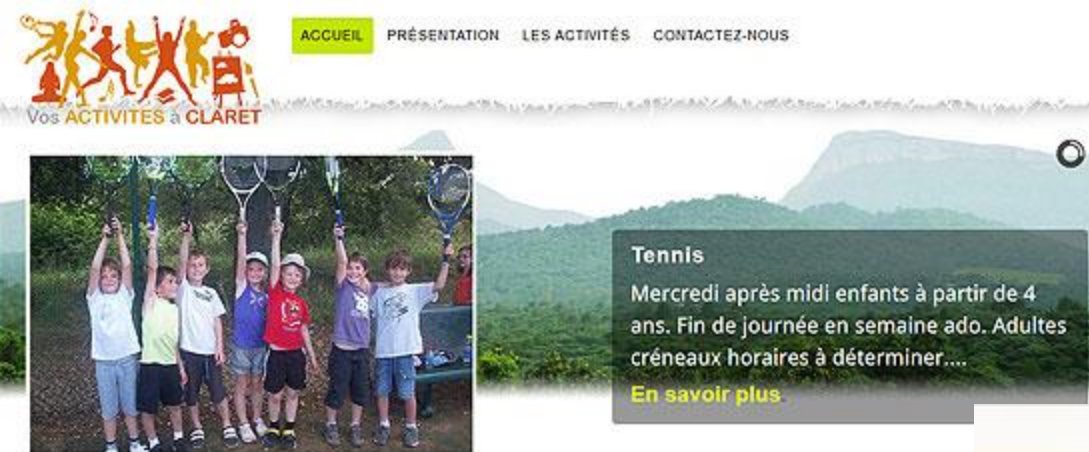 ACCUEIL PRÉSENTATION LES ACTIVITÉS CONTACTEZ-NOUS
Vos ACTIVITES à CLARET
Tennis
Mercredi après midi enfants à partir de 4
ans. Fin de journée en semaine ado. Adultes
créneaux horaires à déterminer....
En savoir plus